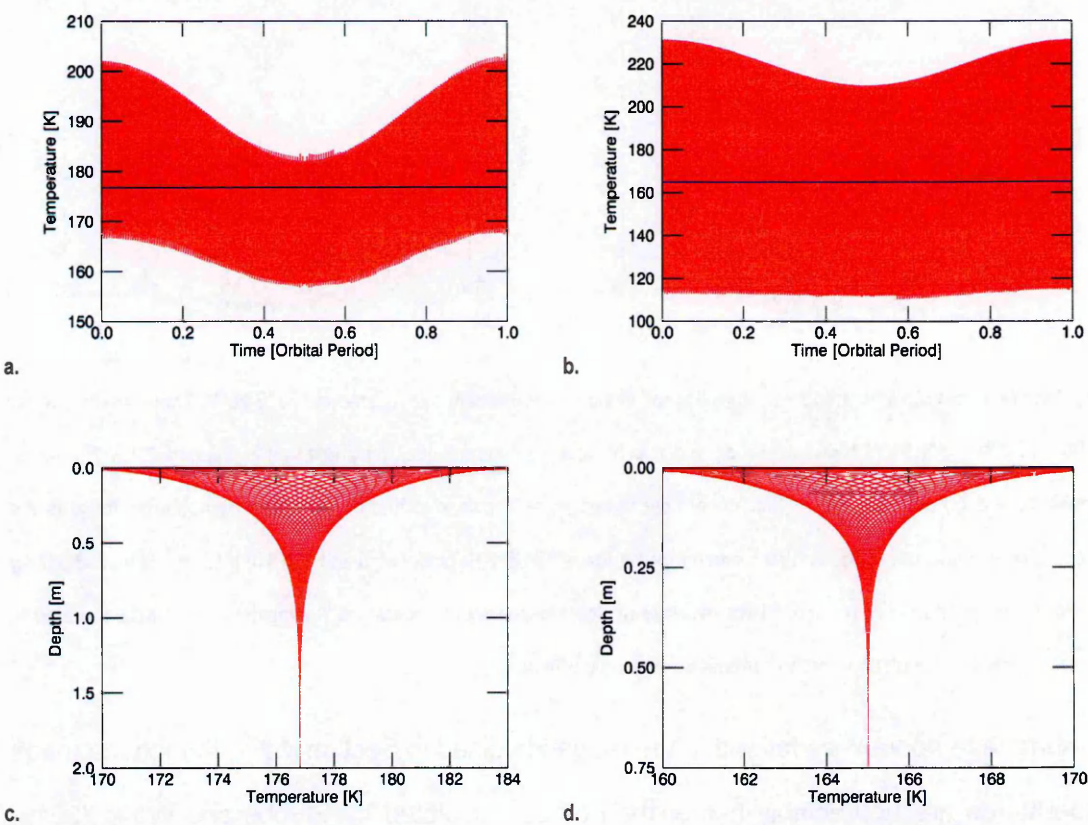 210
200
190
180
170
160
150
Temperature [K]
0.0 0.2 0.4 0.6 0.8 1.0
Time [Orbital Period]
a.
240
220
200
180
160
140
120
100
Temperature [K]
0.0 0.2 0.4 0.6 0.8 1.0
Time [Orbital Period]
b.
0.0
0.5
1.0
1.5
2.0
Depth [m]
170 172 174 176 178 180 182 184
Temperature [K]
c.
0.00
0.25
0.50
0.75
Depth [m]
160 162 164 166 168 170
Temperature [K]
d.